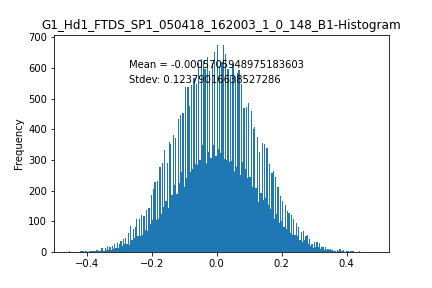 G1_Hd1_FTDS_SP1_050418_162003_1_0_148_B1-Histogram
700
600
500
400
300
200
100
0
Frequency
Mean = -0.0005705948975183603
Stdev: 0.12379016638527286
−0.4 −0.2 0.0 0.2 0.4